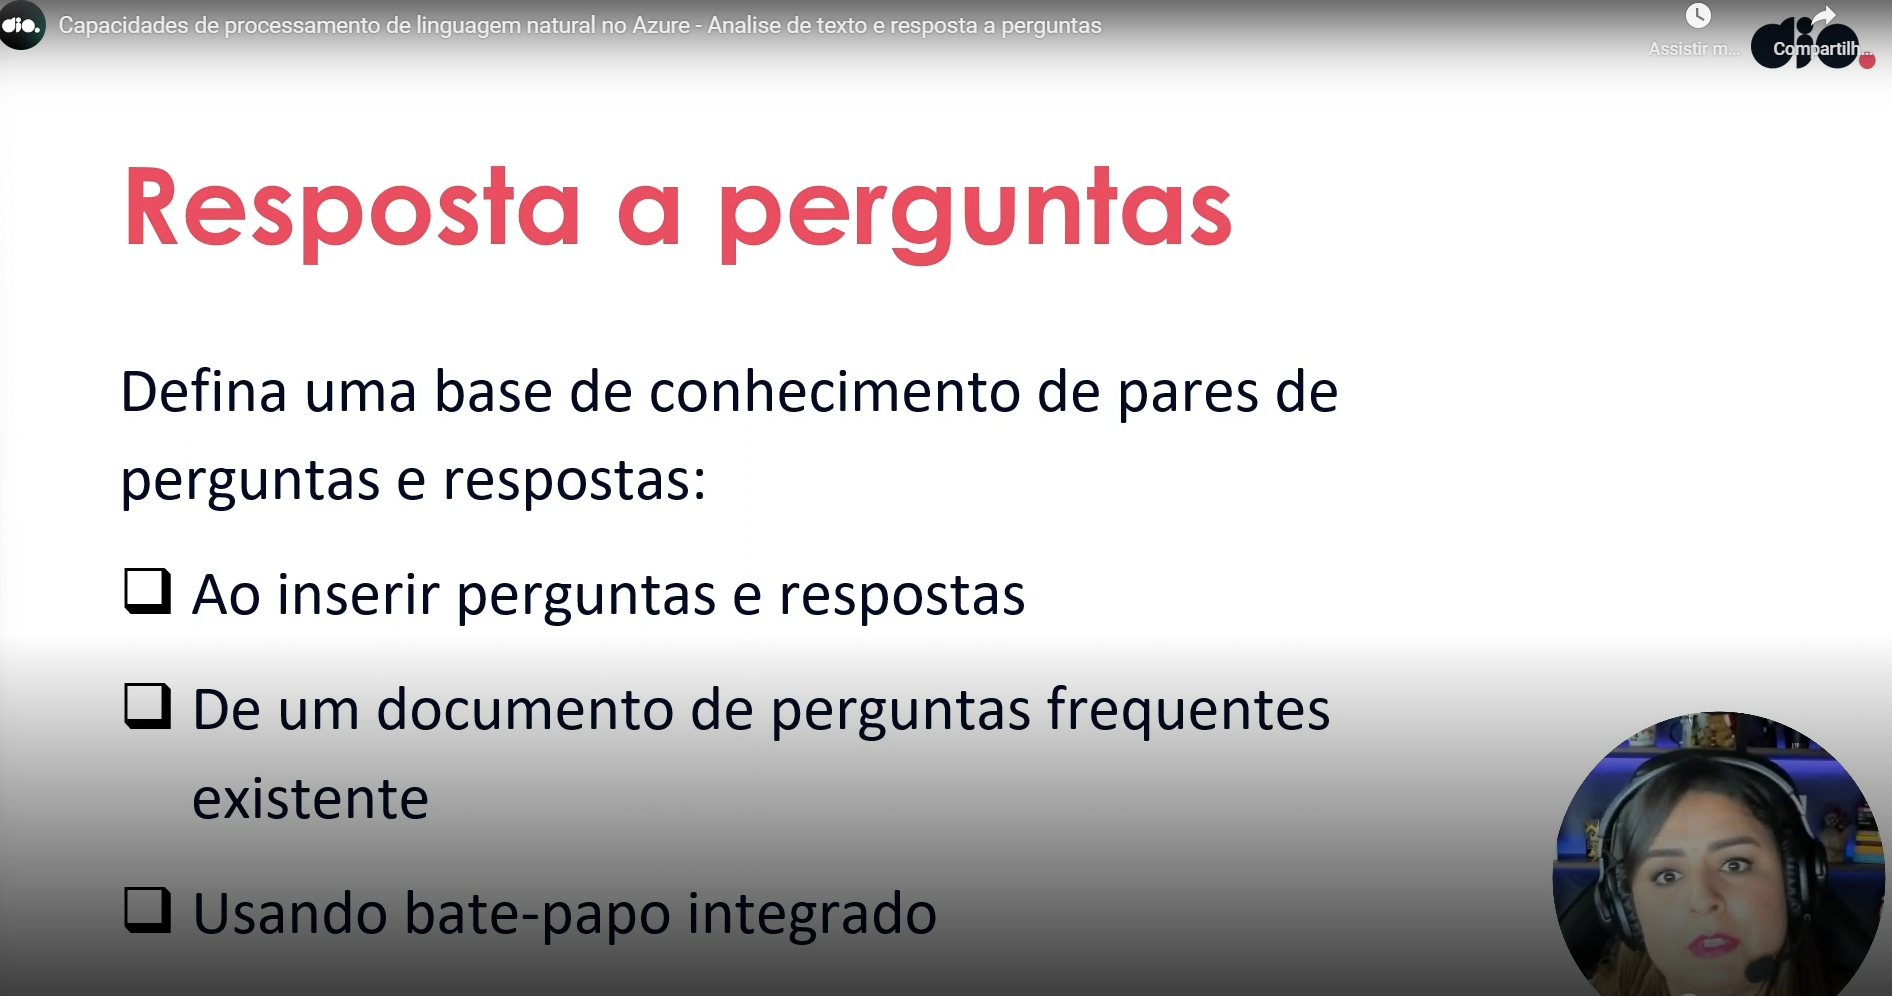 dio.
Capacidades de processamento de linguagem natural no Azure - Analise de texto e resposta a perguntas
Assistir m...
Compartilh...
dio.
Resposta a perguntas
Defina uma base de conhecimento de pares de
perguntas e respostas:
Ao inserir perguntas e respostas
De um documento de perguntas frequentes
existente
Usando bate-papo integrado